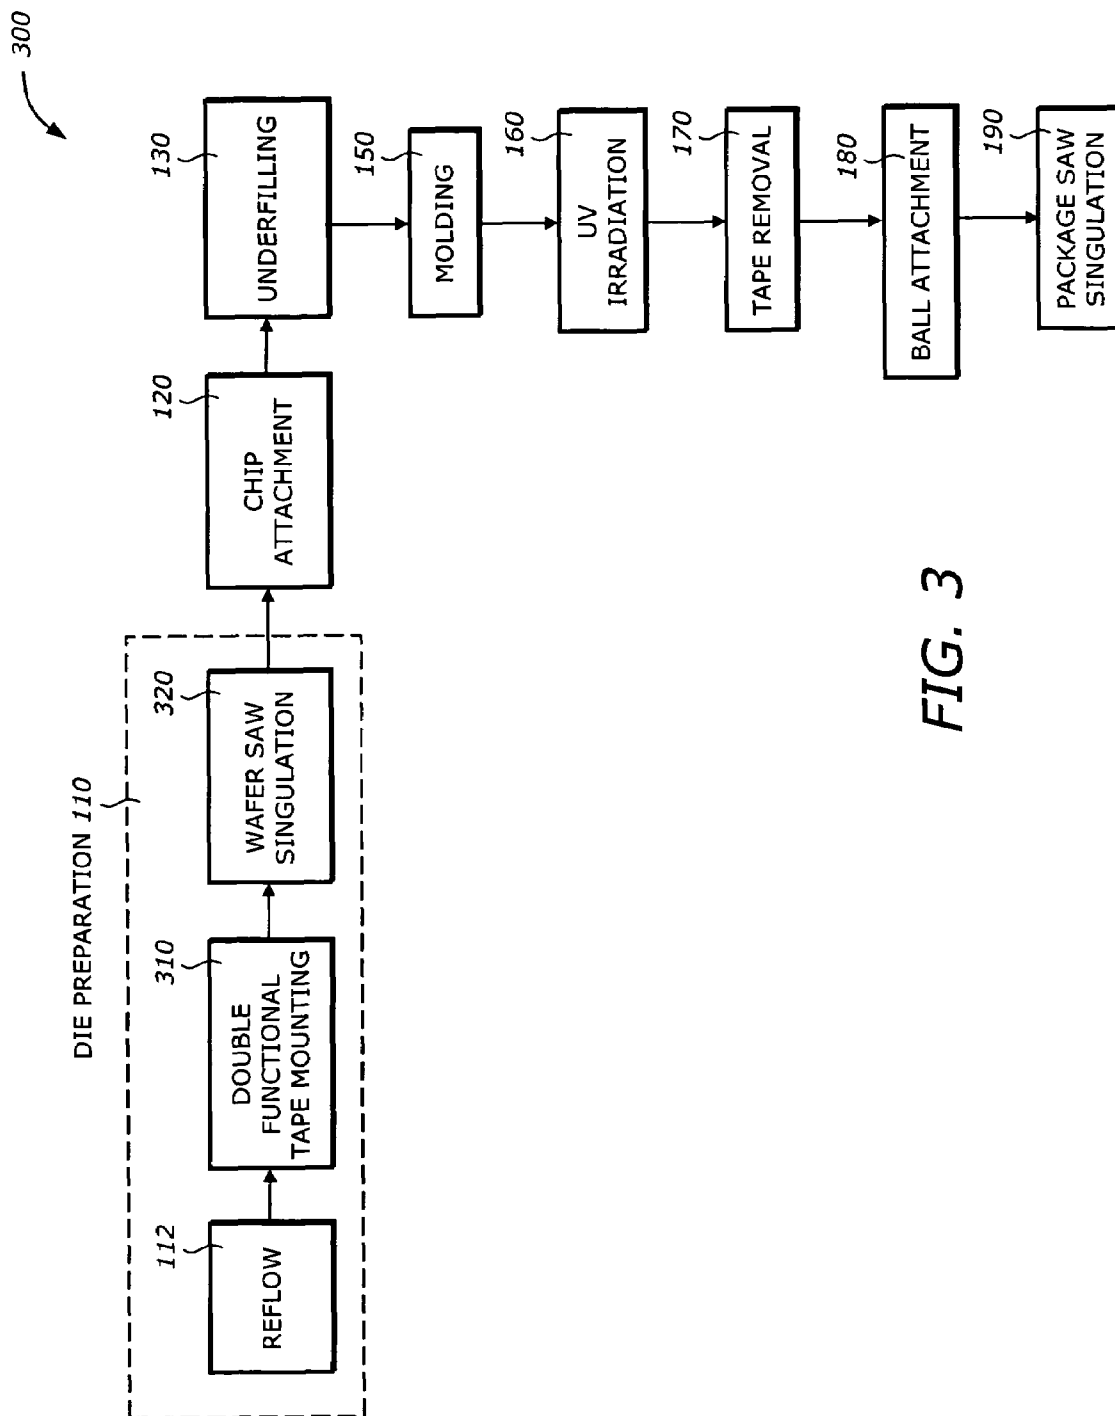 300
DIE PREPARATION 110
112
REFLOW
310
DOUBLE
FUNCTIONAL
TAPE MOUNTING
320
WAFER SAW
SINGULATION
120
CHIP
ATTACHMENT
130
UNDERFILLING
150
MOLDING
160
UV
IRRADIATION
170
TAPE REMOVAL
180
BALL ATTACHMENT
190
PACKAGE SAW
SINGULATION
FIG. 3